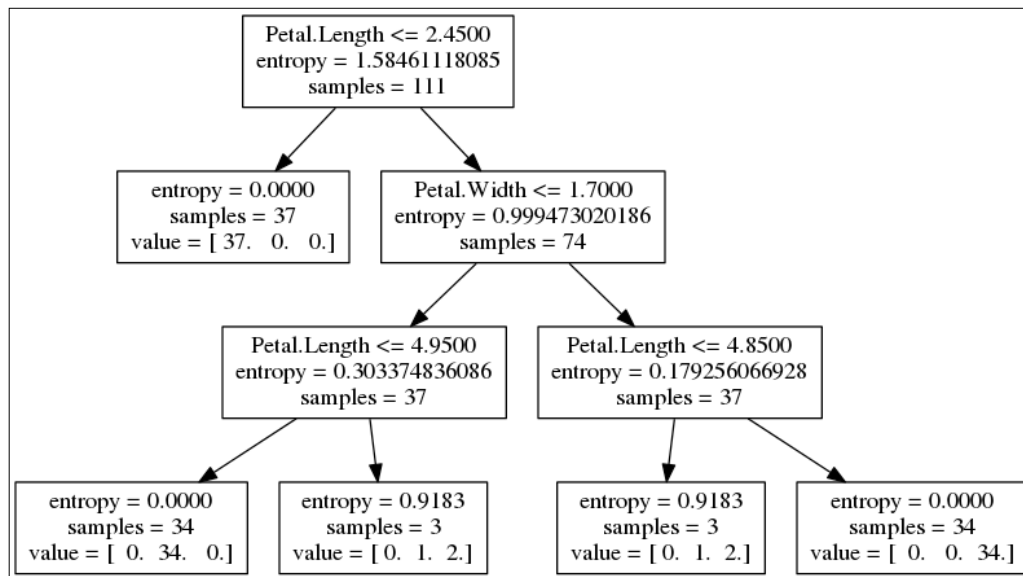 Petal.Length <= 2.4500
entropy = 1.58461118085
samples = 111
entropy = 0.0000
samples = 37
value = [ 37. 0. 0.]
Petal.Width <= 1.7000
entropy = 0.999473020186
samples = 74
Petal.Length <= 4.9500
entropy = 0.303374836086
samples = 37
Petal.Length <= 4.8500
entropy = 0.179256066928
samples = 37
entropy = 0.0000
samples = 34
value = [ 0. 34. 0.]
entropy = 0.9183
samples = 3
value = [ 0. 1. 2.]
entropy = 0.9183
samples = 3
value = [ 0. 1. 2.]
entropy = 0.0000
samples = 34
value = [ 0. 0. 34.]